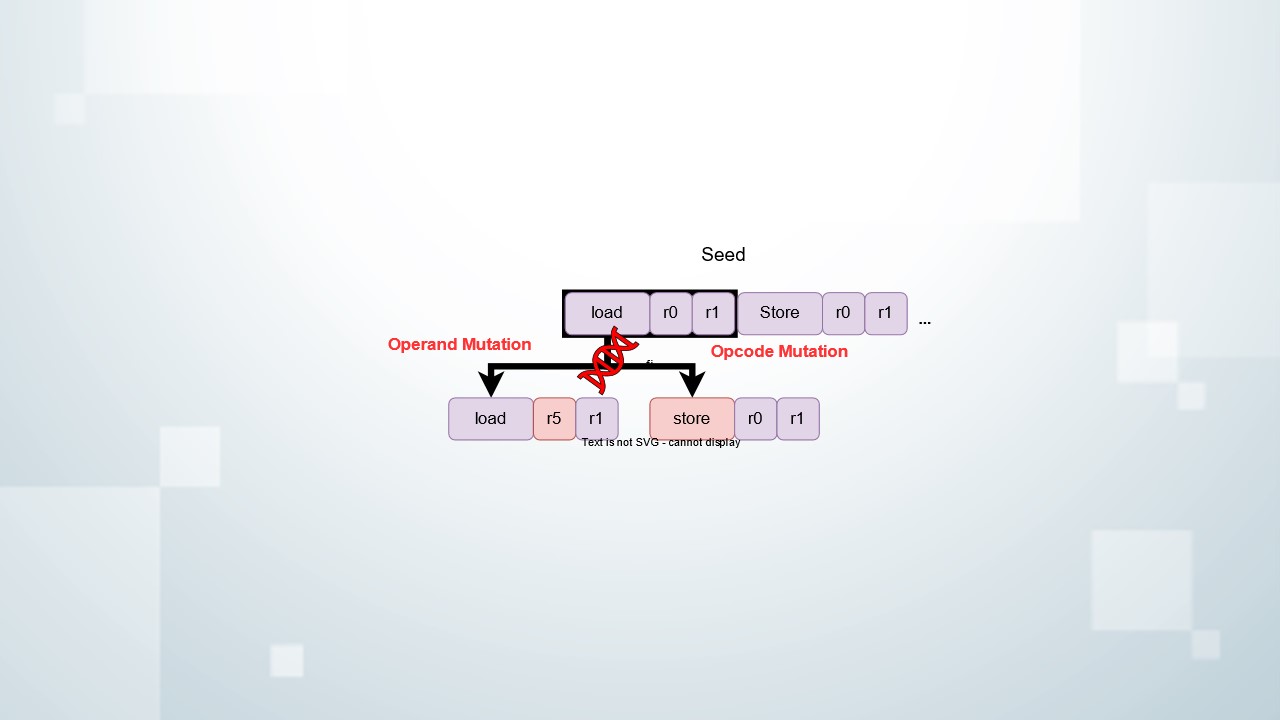 Seed
load r0 r1 Store r0 r1 ...
Operand Mutation
Opcode Mutation
load r5 r1 store r0 r1
Text is not SVG - cannot display